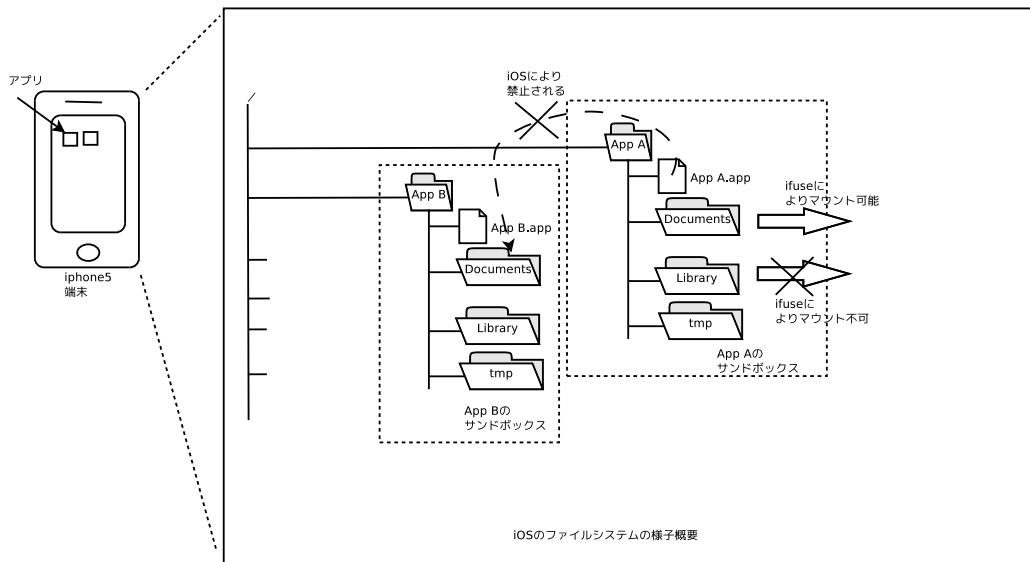 アプリ
iphone5
端末
/
iOSにより
禁止される
App A
App A.app
Documents
Library
tmp
App Aの
サンドボックス
ifuseに
よりマウント可能
ifuseに
よりマウント不可
App B
App B.app
Documents
Library
tmp
App Bの
サンドボックス
iOSのファイルシステムの様子概要